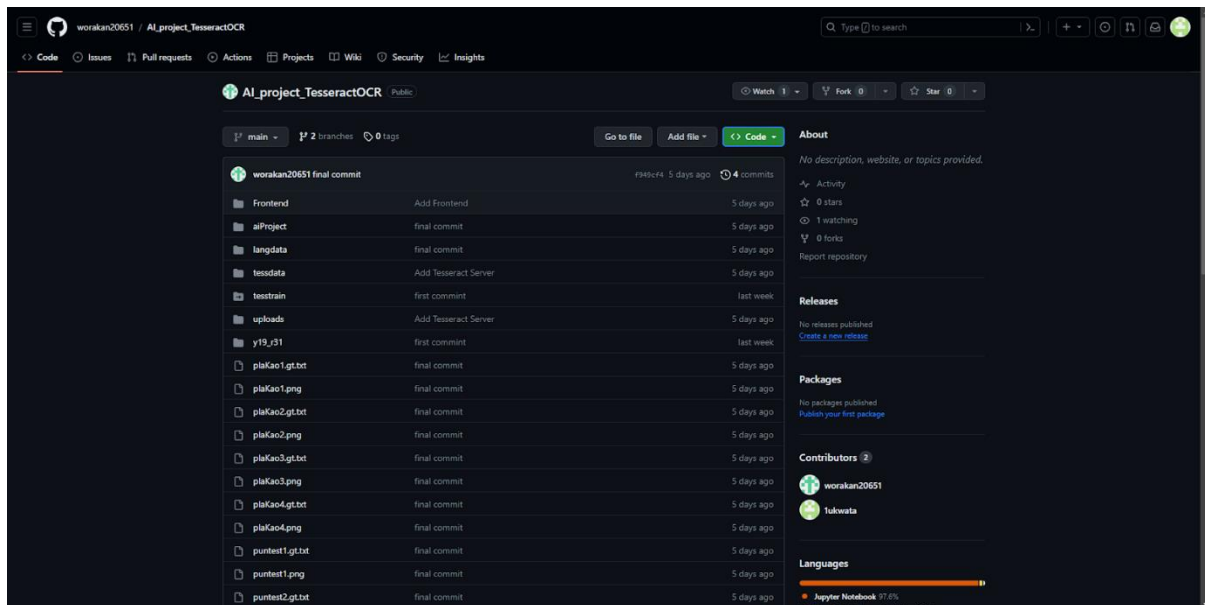 worakan20651 / AI_project_TesseractOCR
Type / to search
Code Issues Pull requests Actions Projects Wiki Security Insights
AI_project_TesseractOCR Public
Watch 1 Fork 0 Star 0
main 2 branches 0 tags Go to file Add file Code
worakan20651 final commit f949cf4 5 days ago 4 commits
Frontend Add Frontend 5 days ago
aiProject final commit 5 days ago
langdata final commit 5 days ago
tessdata Add Tesseract Server 5 days ago
tesstrain first commint last week
uploads Add Tesseract Server 5 days ago
y19_r31 first commint last week
plaKao1.gt.txt final commit 5 days ago
plaKao1.png final commit 5 days ago
plaKao2.gt.txt final commit 5 days ago
plaKao2.png final commit 5 days ago
plaKao3.gt.txt final commit 5 days ago
plaKao3.png final commit 5 days ago
plaKao4.gt.txt final commit 5 days ago
plaKao4.png final commit 5 days ago
puntest1.gt.txt final commit 5 days ago
puntest1.png final commit 5 days ago
puntest2.gt.txt final commit 5 days ago
About
No description, website, or topics provided.
Activity
0 stars
1 watching
0 forks
Report repository
Releases
No releases published
Create a new release
Packages
No packages published
Publish your first package
Contributors 2
worakan20651
1ukwata
Languages
Jupyter Notebook 97.6%